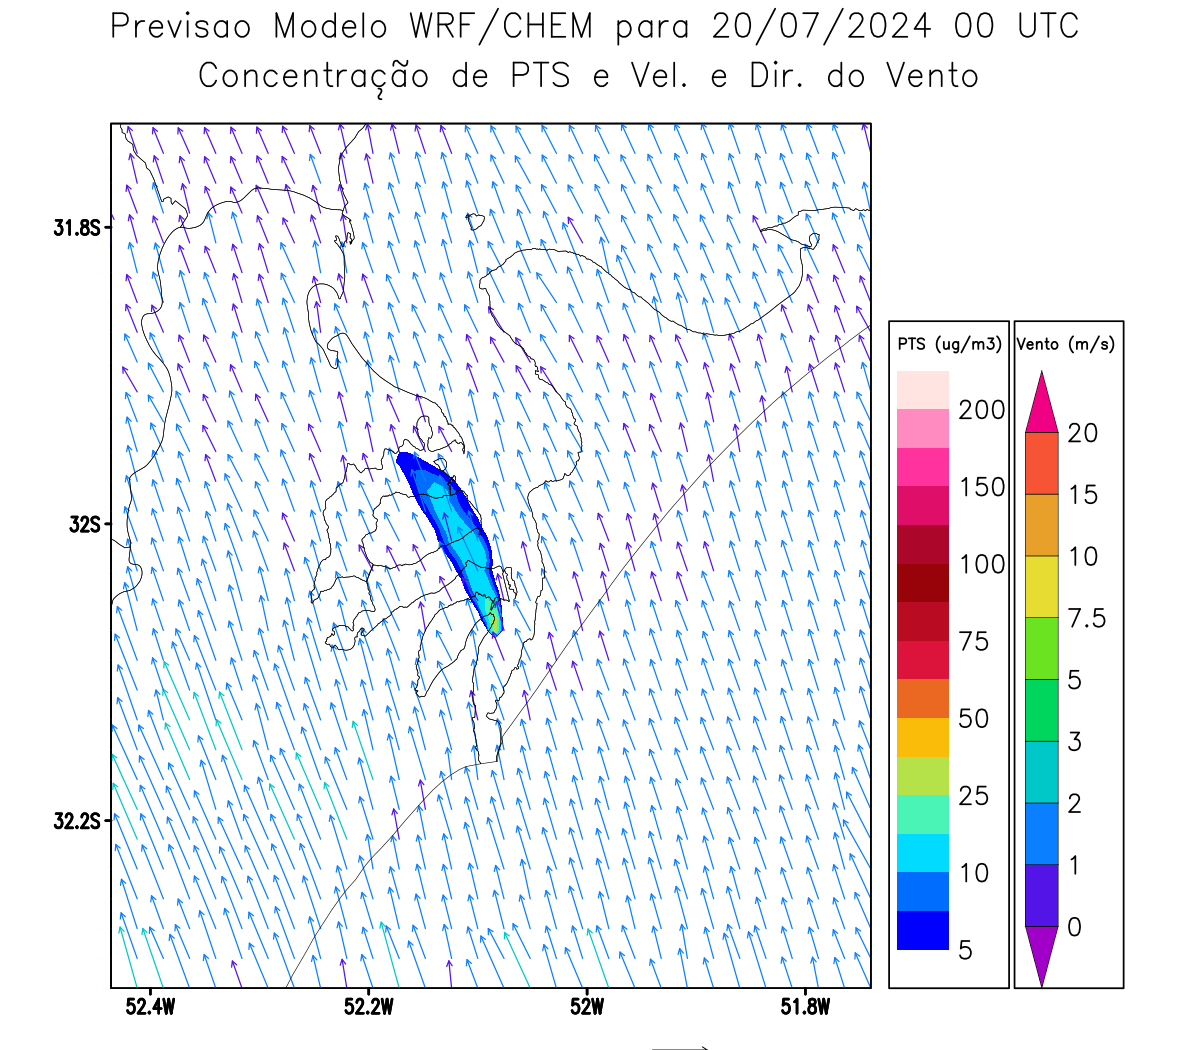 Previsao Modelo WRF/CHEM para 20/07/2024 00 UTC
Concentração de PTS e Vel. e Dir. do Vento
31.8S
32S
32.2S
52.4W
52.2W
52W
51.8W
PTS (ug/m3)
200
150
100
75
50
25
10
5
Vento (m/s)
20
15
10
7.5
5
3
2
1
0